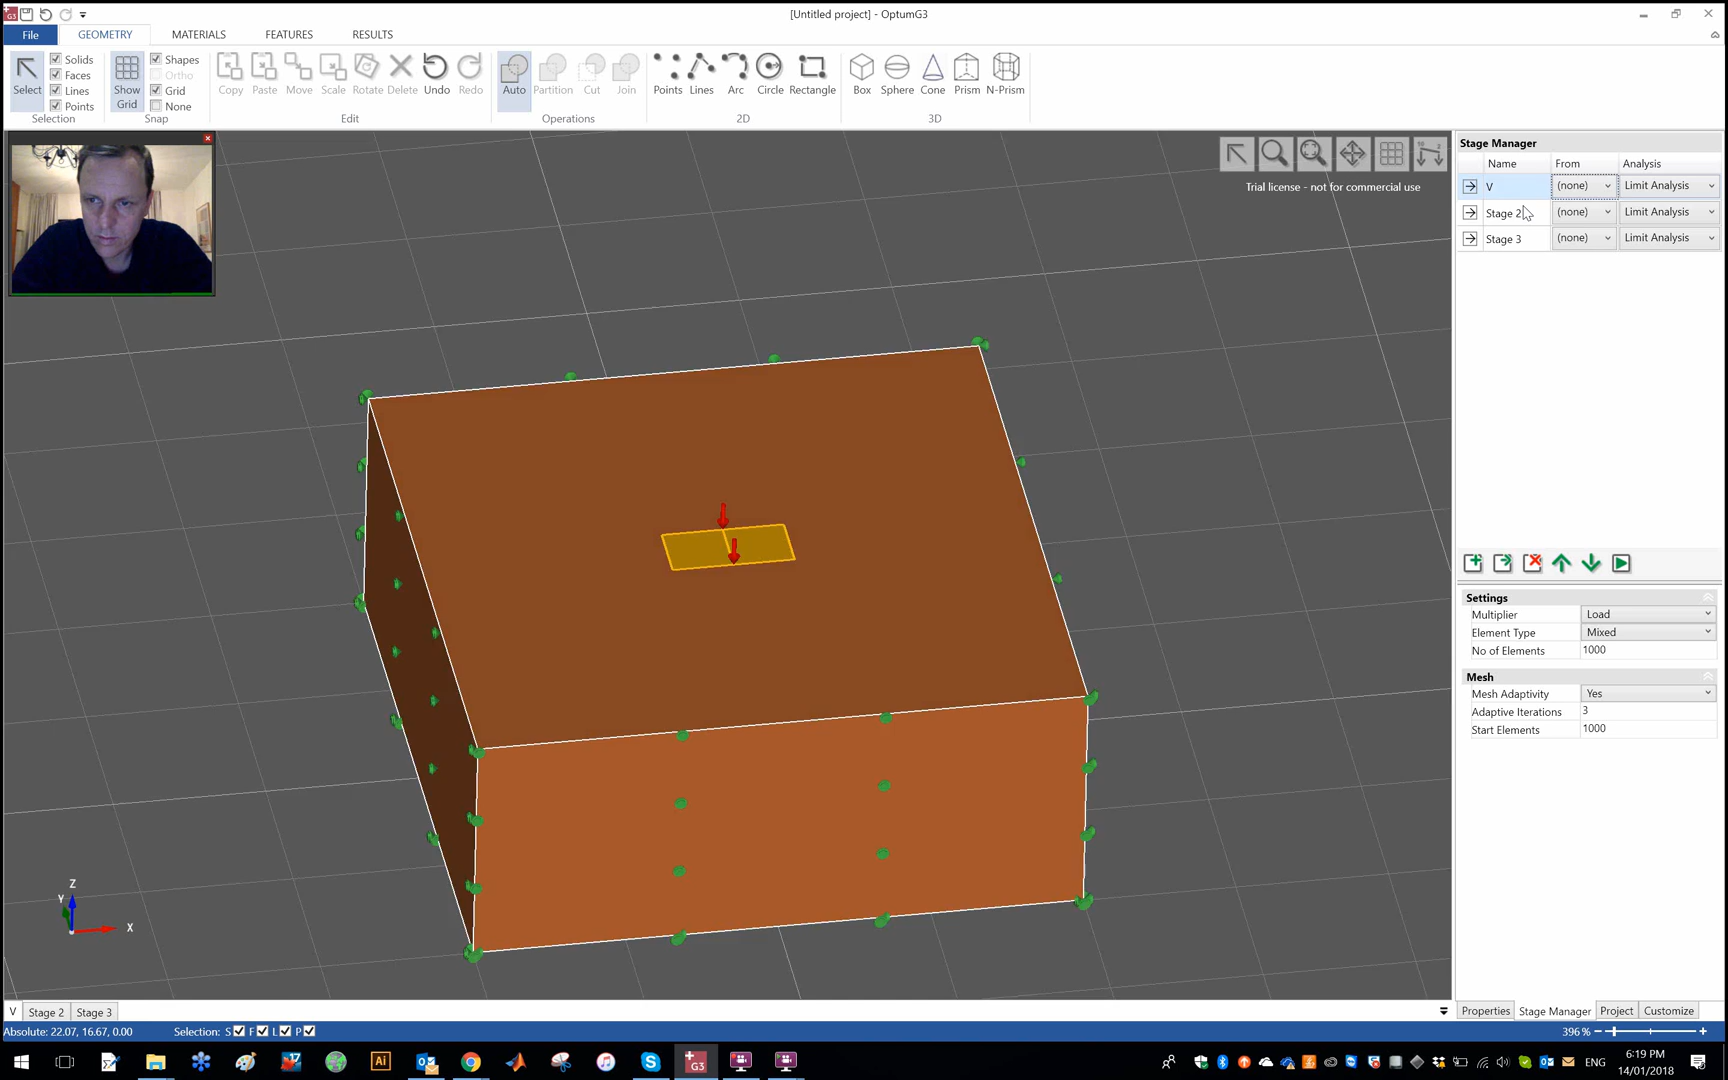 [Untitled project] - OptumG3
File GEOMETRY MATERIALS FEATURES RESULTS
Select
Solids
Faces
Lines
Points
Selection
Show Grid
Shapes
Ortho
Grid
None
Snap
Copy Paste Move Scale Rotate Delete Undo Redo
Edit
Auto Partition Cut Join
Operations
Points Lines Arc Circle Rectangle
2D
Box Sphere Cone Prism N-Prism
3D
Trial license - not for commercial use
Stage Manager
Name From Analysis
V (none) Limit Analysis
Stage 2 (none) Limit Analysis
Stage 3 (none) Limit Analysis
Settings
Multiplier Load
Element Type Mixed
No of Elements 1000
Mesh
Mesh Adaptivity Yes
Adaptive Iterations 3
Start Elements 1000
Z
Y
X
V Stage 2 Stage 3
Properties Stage Manager Project Customize
Absolute: 22.07, 16.67, 0.00 Selection: S F L P
396 %
ENG
6:19 PM
14/01/2018